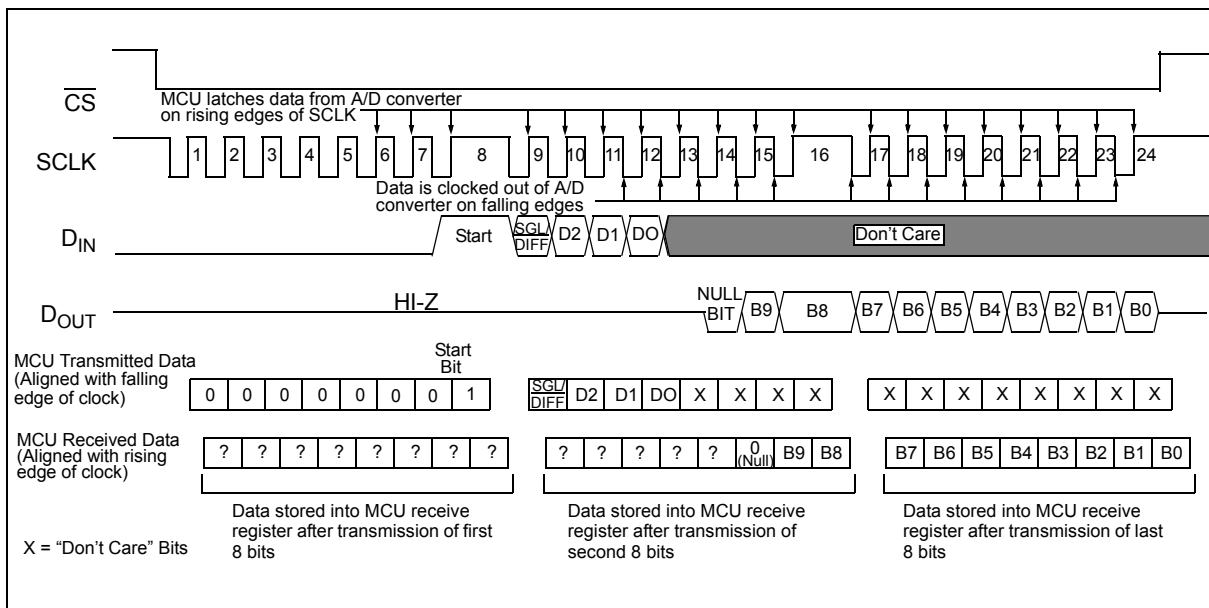 CS
MCU latches data from A/D converter
on rising edges of SCLK
SCLK
1 2 3 4 5 6 7 8 9 10 11 12 13 14 15 16 17 18 19 20 21 22 23 24
Data is clocked out of A/D
converter on falling edges
DIN
Start SGL/DIFF D2 D1 DO Don't Care
HI-Z
DOUT
NULL
BIT B9 B8 B7 B6 B5 B4 B3 B2 B1 B0
MCU Transmitted Data
(Aligned with falling
edge of clock)
Start
Bit
0 0 0 0 0 0 0 1 SGL/DIFF D2 D1 DO X X X X X X X X X X X X
MCU Received Data
(Aligned with rising
edge of clock)
? ? ? ? ? ? ? ? ? ? ? ? ? 0 (Null) B9 B8 B7 B6 B5 B4 B3 B2 B1 B0
Data stored into MCU receive
register after transmission of first
8 bits
Data stored into MCU receive
register after transmission of
second 8 bits
Data stored into MCU receive
register after transmission of last
8 bits
X = “Don’t Care” Bits